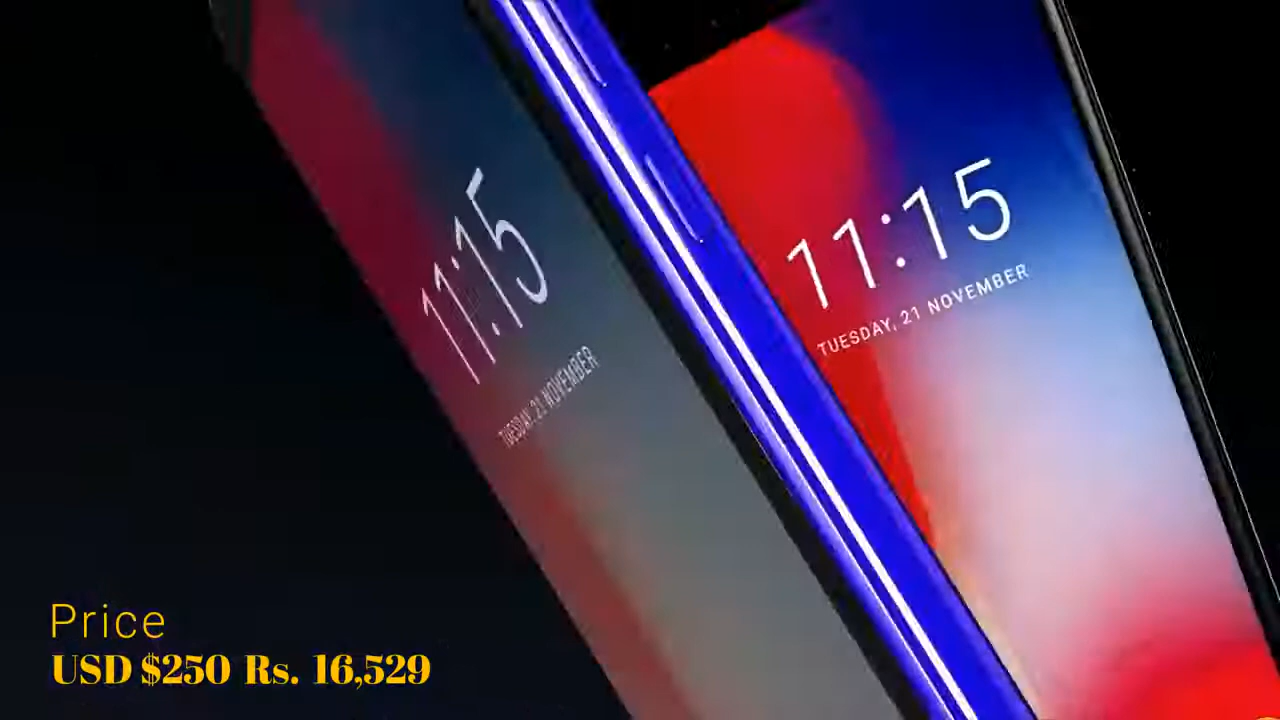 11:15
TUESDAY, 21 NOVEMBER
11:15
TUESDAY, 21 NOVEMBER
Price
USD $250 Rs. 16,529